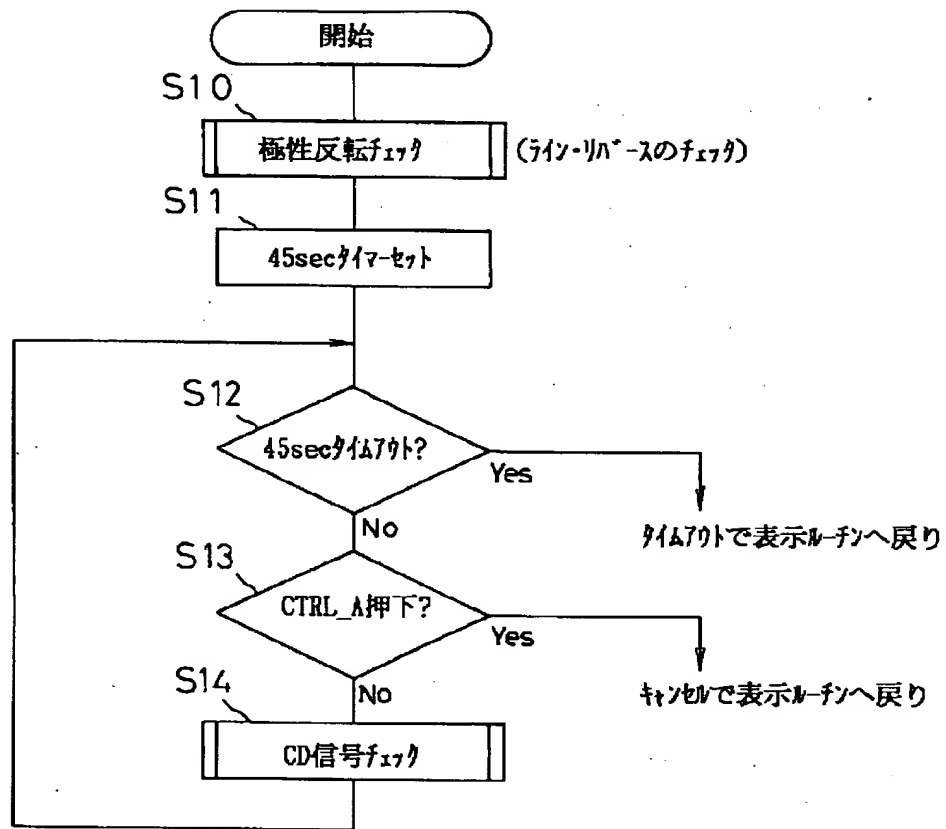 開始
S10
極性反転ﾁｪｯｸ
(ﾗｲﾝ･ﾘﾊﾞｰｽのﾁｪｯｸ)
S11
45secﾀｲﾏｰｾｯﾄ
S12
45secﾀｲﾑｱｳﾄ?
Yes
No
ﾀｲﾑｱｳﾄで表示ﾙｰﾁﾝへ戻り
S13
CTRL_A押下?
Yes
No
ｷｬﾝｾﾙで表示ﾙｰﾁﾝへ戻り
S14
CD信号ﾁｪｯｸ